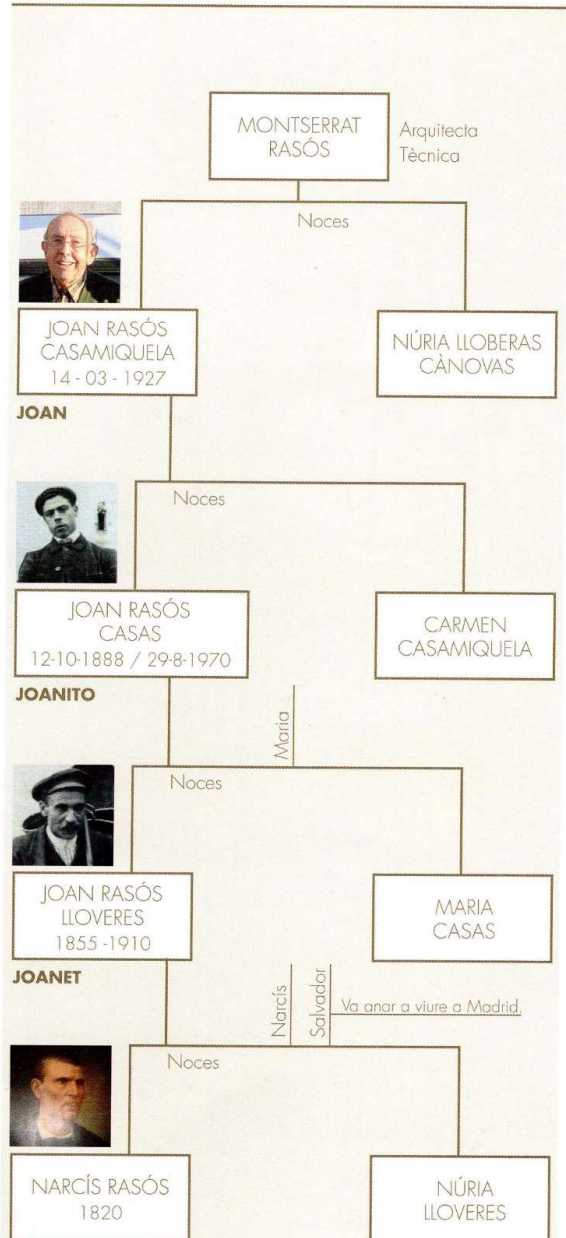 MONTSERRAT
RASÓS
Arquitecta
Tècnica
Noces
JOAN RASÓS
CASAMIQUELA
14 - 03 - 1927
NÚRIA LLOBERAS
CÀNOVAS
JOAN
Noces
JOAN RASÓS
CASAS
12-10-1888 / 29-8-1970
CARMEN
CASAMIQUELA
JOANITO
Maria
Noces
JOAN RASÓS
LLOVERES
1855 -1910
MARIA
CASAS
JOANET
Narcís
Salvador
Va anar a viure a Madrid.
Noces
NARCÍS RASÓS
1820
NÚRIA
LLOVERES